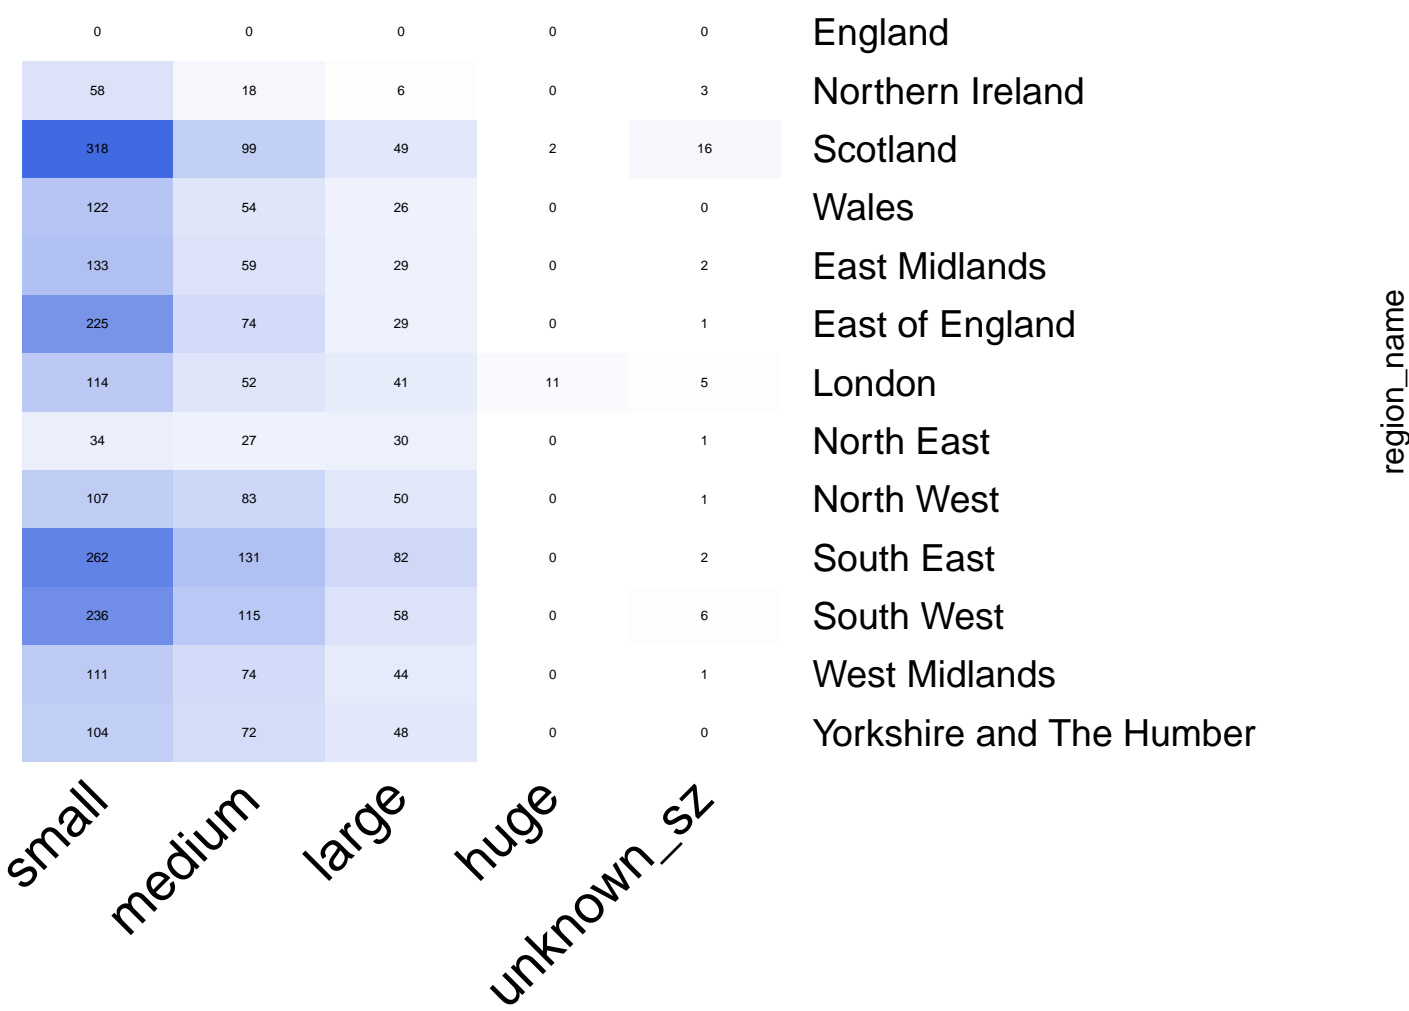 0 0 0 0 0 England
58 18 6 0 3 Northern Ireland
318 99 49 2 16 Scotland
122 54 26 0 0 Wales
133 59 29 0 2 East Midlands
225 74 29 0 1 East of England
114 52 41 11 5 London
34 27 30 0 1 North East
107 83 50 0 1 North West
262 131 82 0 2 South East
236 115 58 0 6 South West
111 74 44 0 1 West Midlands
104 72 48 0 0 Yorkshire and The Humber
small medium large huge unknown_sz
region_name